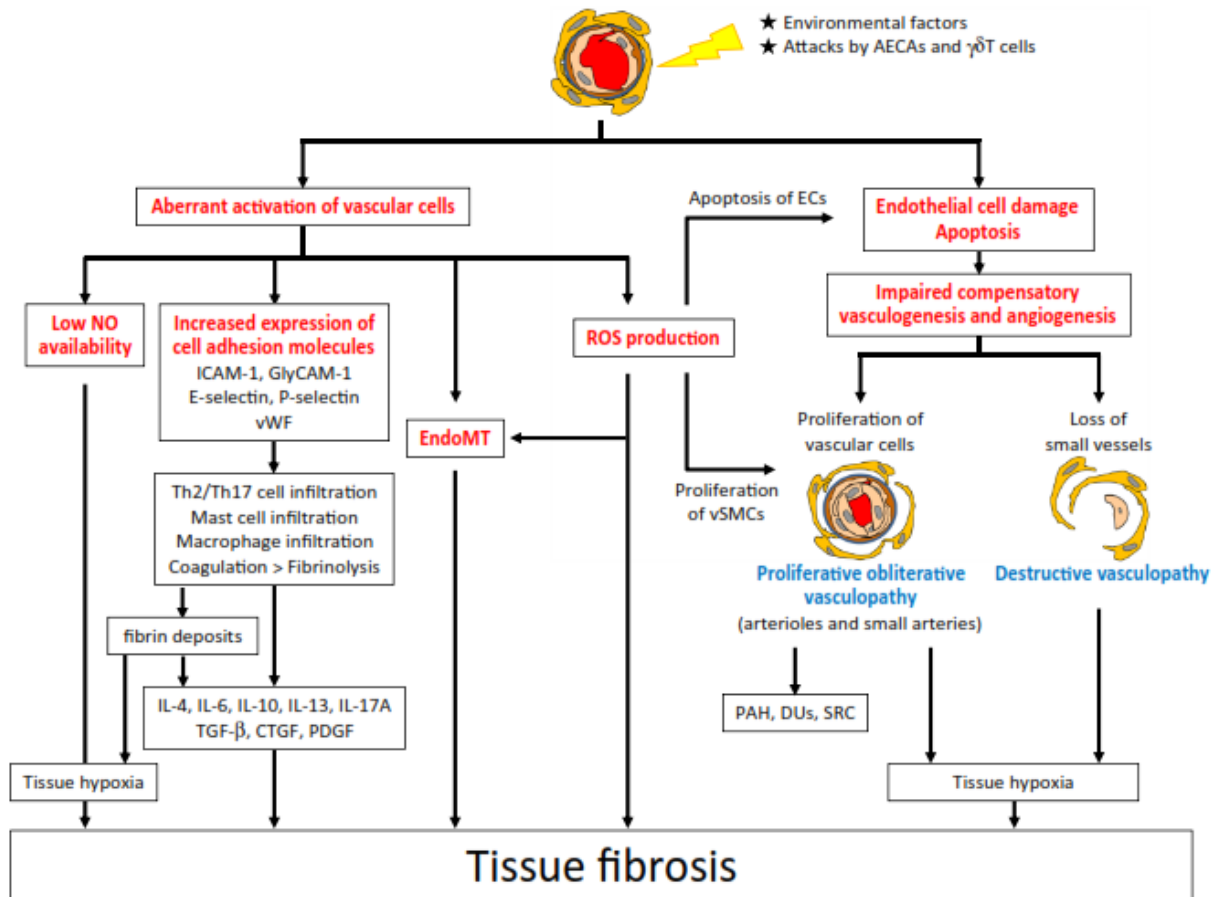 ★ Environmental factors
★ Attacks by AECAs and γδT cells
Aberrant activation of vascular cells
Apoptosis of ECs
Endothelial cell damage
Apoptosis
Low NO
availability
Increased expression of
cell adhesion molecules
ICAM-1, GlyCAM-1
E-selectin, P-selectin
vWF
ROS production
Impaired compensatory
vasculogenesis and angiogenesis
EndoMT
Proliferation of
vascular cells
Loss of
small vessels
Th2/Th17 cell infiltration
Mast cell infiltration
Macrophage infiltration
Coagulation > Fibrinolysis
Proliferation
of vSMCs
Proliferative obliterative
vasculopathy
(arterioles and small arteries)
Destructive vasculopathy
fibrin deposits
IL-4, IL-6, IL-10, IL-13, IL-17A
TGF-β, CTGF, PDGF
PAH, DUs, SRC
Tissue hypoxia
Tissue hypoxia
Tissue fibrosis